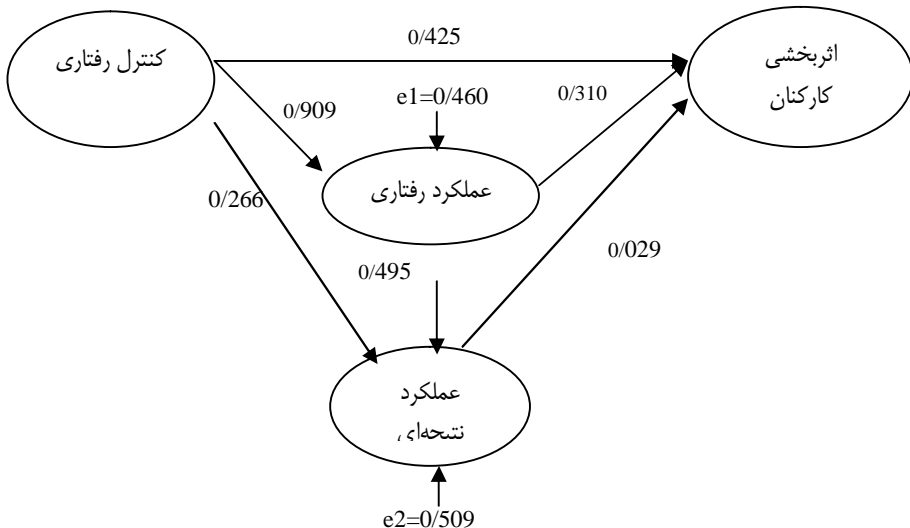 0/425
کنترل رفتاری
اثربخشی
کارکنان
e1=0/460
0/310
0/909
عملکرد رفتاری
0/266
0/029
0/495
عملکرد
نتیجه‌ای
e2=0/509